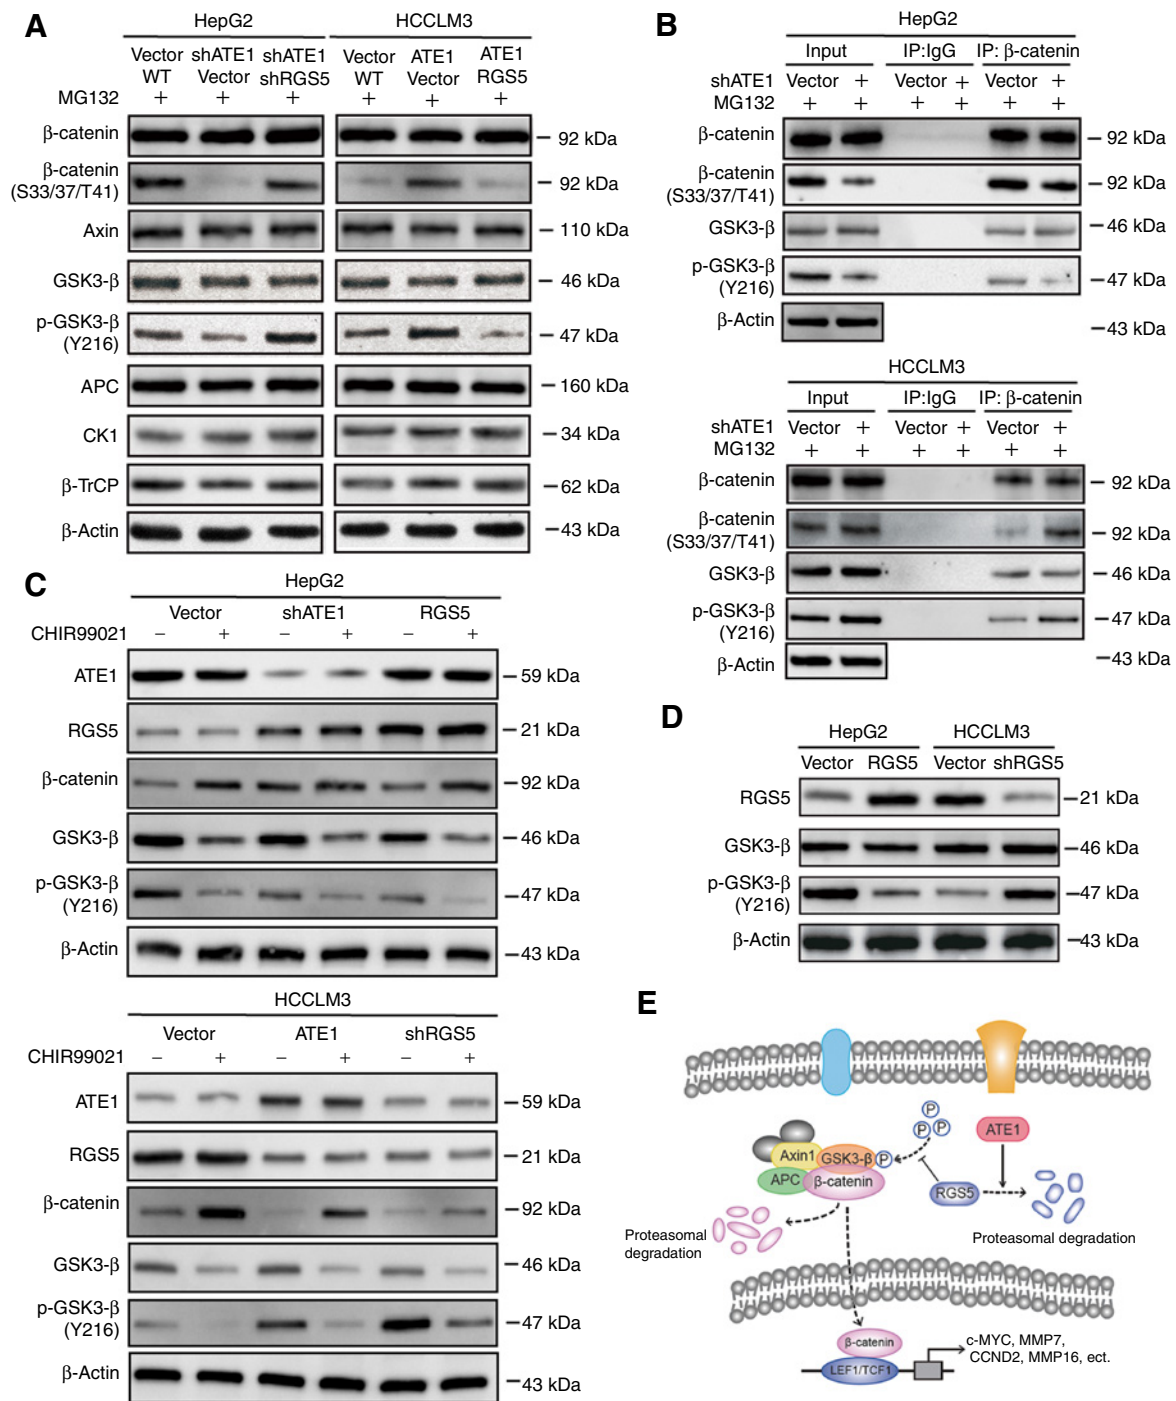 A
HepG2 HCCLM3
Vector shATE1 shATE1 Vector ATE1 ATE1
WT Vector shRGS5 WT Vector RGS5
MG132 + + + + + +
β-catenin 92 kDa
β-catenin
(S33/37/T41) 92 kDa
Axin 110 kDa
GSK3-β 46 kDa
p-GSK3-β
(Y216) 47 kDa
APC 160 kDa
CK1 34 kDa
β-TrCP 62 kDa
β-Actin 43 kDa
B
HepG2
Input IP:IgG IP: β-catenin
shATE1 Vector + Vector + Vector +
MG132 + + + + + +
β-catenin 92 kDa
β-catenin
(S33/37/T41) 92 kDa
GSK3-β 46 kDa
p-GSK3-β
(Y216) 47 kDa
β-Actin 43 kDa
HCCLM3
Input IP:IgG IP: β-catenin
shATE1 Vector + Vector + Vector +
MG132 + + + + + +
β-catenin 92 kDa
β-catenin
(S33/37/T41) 92 kDa
GSK3-β 46 kDa
p-GSK3-β
(Y216) 47 kDa
β-Actin 43 kDa
C
HepG2
Vector shATE1 RGS5
CHIR99021 − + − + − +
ATE1 59 kDa
RGS5 21 kDa
β-catenin 92 kDa
GSK3-β 46 kDa
p-GSK3-β
(Y216) 47 kDa
β-Actin 43 kDa
HCCLM3
Vector ATE1 shRGS5
CHIR99021 − + − + − +
ATE1 59 kDa
RGS5 21 kDa
β-catenin 92 kDa
GSK3-β 46 kDa
p-GSK3-β
(Y216) 47 kDa
β-Actin 43 kDa
D
HepG2 HCCLM3
Vector RGS5 Vector shRGS5
RGS5 21 kDa
GSK3-β 46 kDa
p-GSK3-β
(Y216) 47 kDa
β-Actin 43 kDa
E
P
P P
ATE1
Axin1 GSK3-β P
APC β-catenin
RGS5
Proteasomal
degradation
Proteasomal degradation
β-catenin
LEF1/TCF1
c-MYC, MMP7,
CCND2, MMP16, ect.